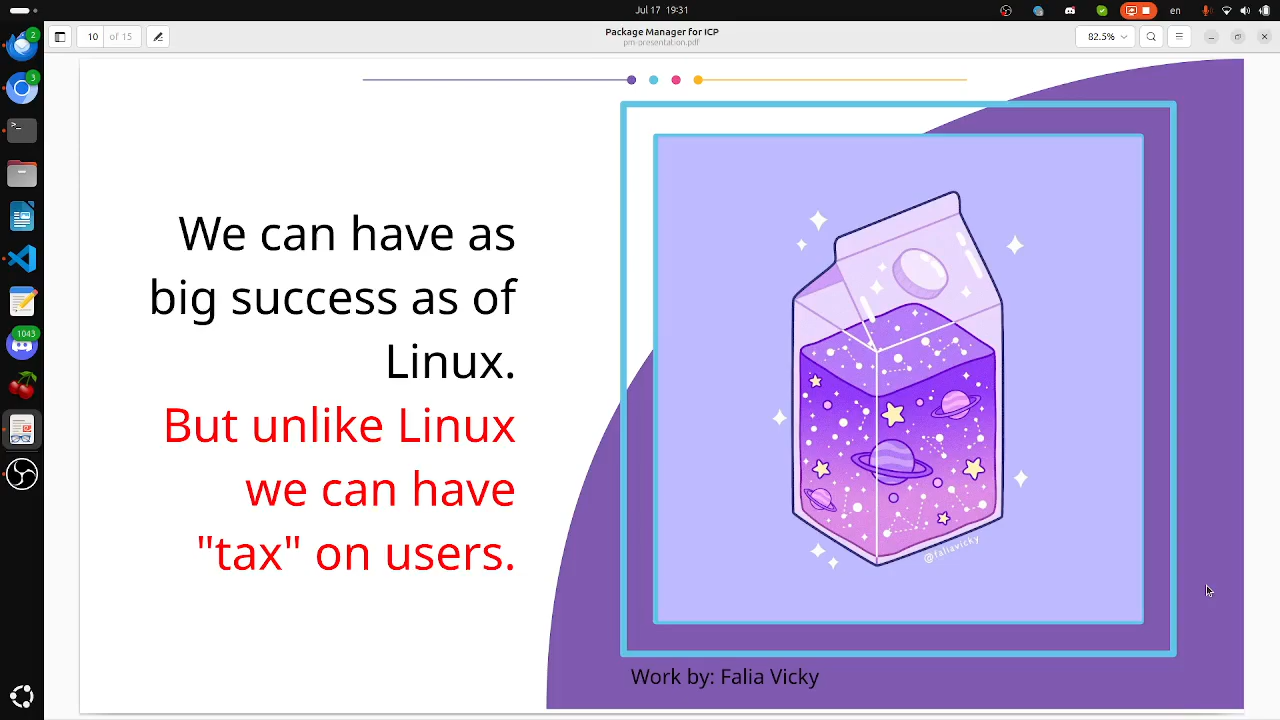 Jul 17 19:31
en
10 of 15
Package Manager for ICP
pm-presentation.pdf
82.5%
2
3
1043
We can have as
big success as of
Linux.
But unlike Linux
we can have
"tax" on users.
@faliavicky
Work by: Falia Vicky